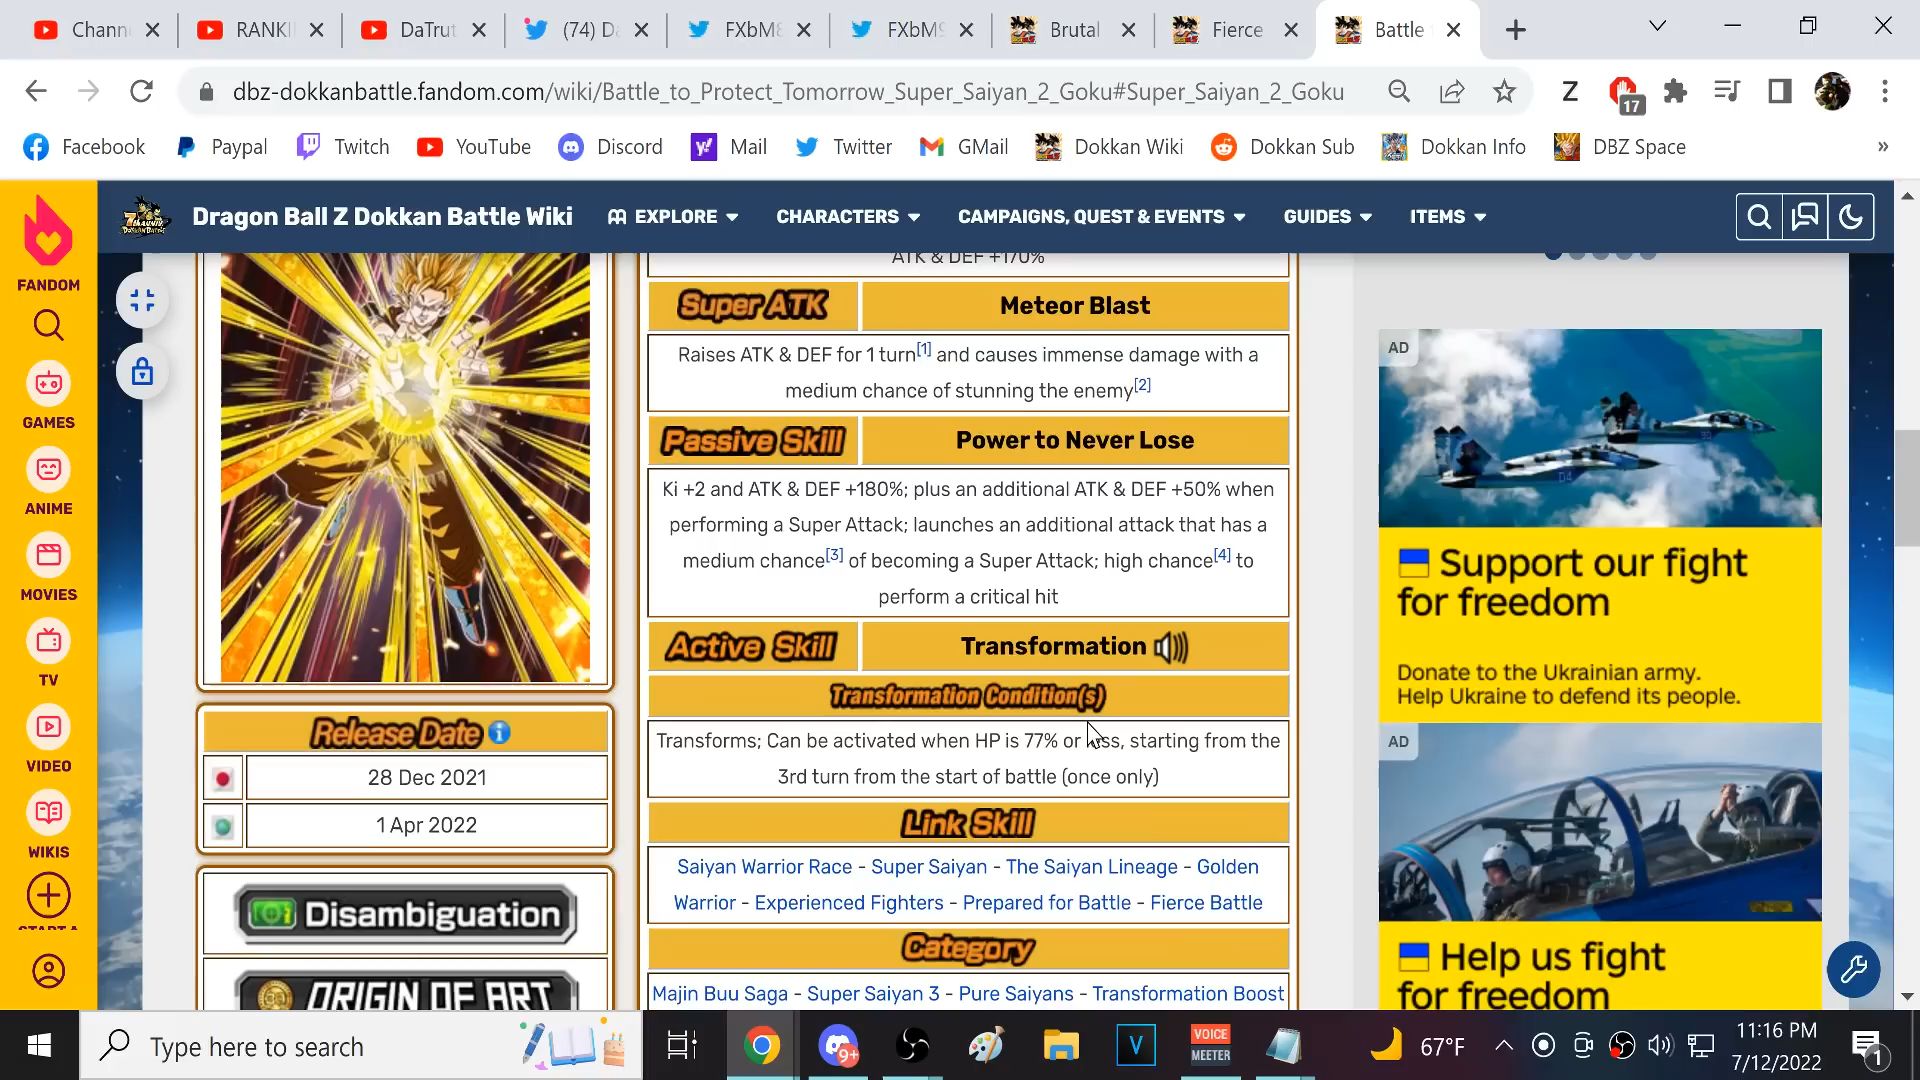 Chann
RANKI
DaTrut
(74) Da
FXbM8
FXbM9
Brutal
Fierce
Battle
dbz-dokkanbattle.fandom.com/wiki/Battle_to_Protect_Tomorrow_Super_Saiyan_2_Goku#Super_Saiyan_2_Goku
Z
17
Facebook
Paypal
Twitch
YouTube
Discord
Mail
Twitter
GMail
Dokkan Wiki
Dokkan Sub
Dokkan Info
DBZ Space
»
Dragon Ball Z Dokkan Battle Wiki
EXPLORE
CHARACTERS
CAMPAIGNS, QUEST & EVENTS
GUIDES
ITEMS
FANDOM
GAMES
ANIME
MOVIES
TV
VIDEO
WIKIS
START A
ATK & DEF +170%
Super ATK
Meteor Blast
Raises ATK & DEF for 1 turn[1] and causes immense damage with a
medium chance of stunning the enemy[2]
Passive Skill
Power to Never Lose
Ki +2 and ATK & DEF +180%; plus an additional ATK & DEF +50% when
performing a Super Attack; launches an additional attack that has a
medium chance[3] of becoming a Super Attack; high chance[4] to
perform a critical hit
Active Skill
Transformation
Transformation Condition(s)
Transforms; Can be activated when HP is 77% or less, starting from the
3rd turn from the start of battle (once only)
Link Skill
Saiyan Warrior Race - Super Saiyan - The Saiyan Lineage - Golden
Warrior - Experienced Fighters - Prepared for Battle - Fierce Battle
Category
Majin Buu Saga - Super Saiyan 3 - Pure Saiyans - Transformation Boost
Release Date
28 Dec 2021
1 Apr 2022
Disambiguation
ORIGIN OF ART
AD
Support our fight
for freedom
Donate to the Ukrainian army.
Help Ukraine to defend its people.
AD
Help us fight
for freedom
Type here to search
9+
V
VOICE
MEETER
67°F
11:16 PM
7/12/2022
1